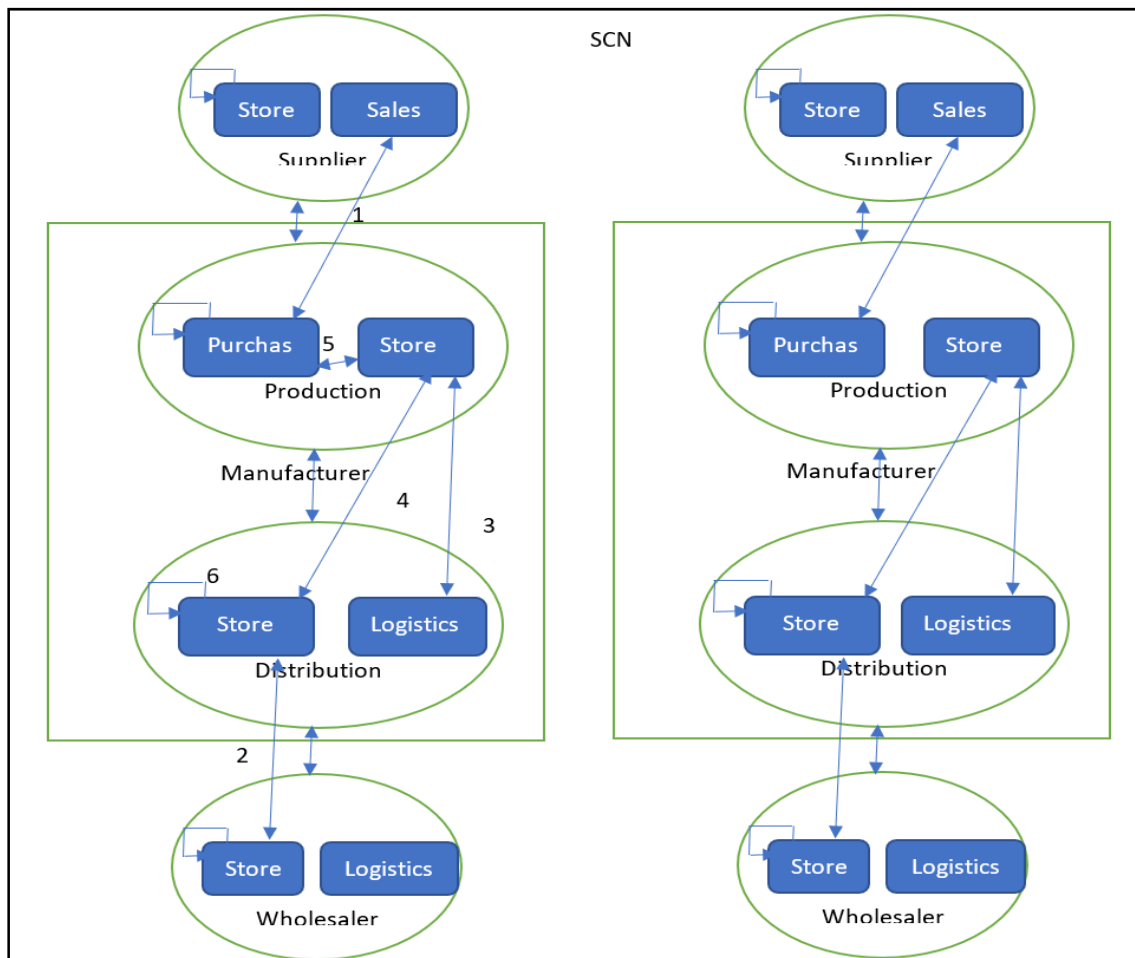 SCN
Store Sales
Supplier
1
Purchas 5 Store
Production
Manufacturer
4
3
6
Store Logistics
Distribution
2
Store Logistics
Wholesaler
Store Sales
Supplier
Purchas Store
Production
Manufacturer
Store Logistics
Distribution
Store Logistics
Wholesaler